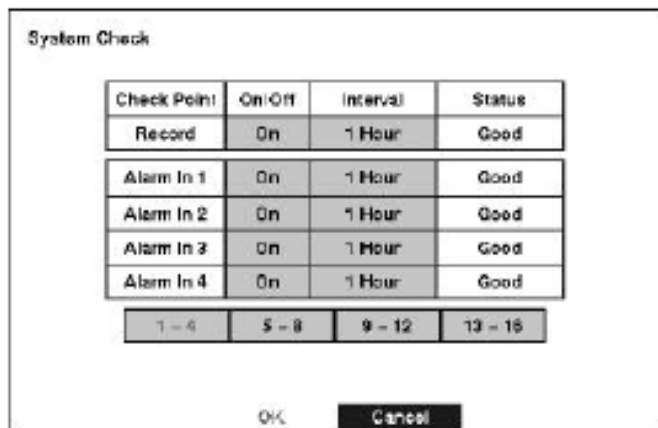 System Check
Check Point On/Off Interval Status
Record On 1 Hour Good
Alarm In 1 On 1 Hour Good
Alarm In 2 On 1 Hour Good
Alarm In 3 On 1 Hour Good
Alarm In 4 On 1 Hour Good
1 – 4 5 – 8 9 – 12 13 – 16
OK Cancel